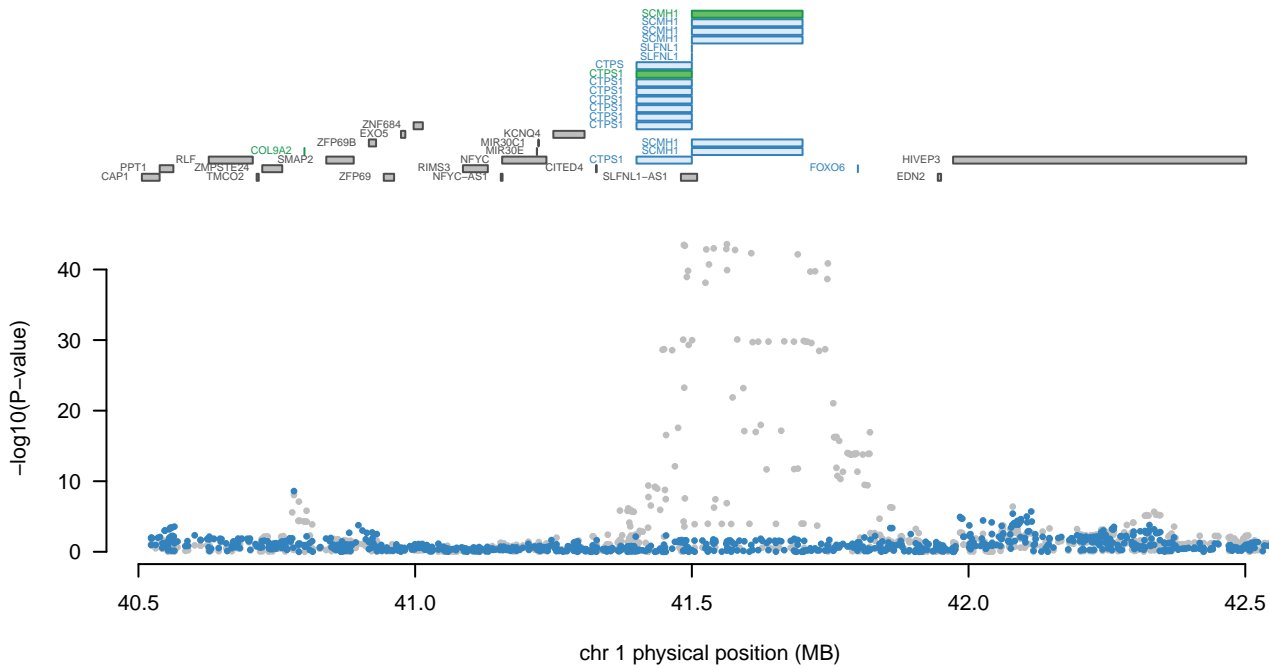 SCMH1
SCMH1
SCMH1
SCMH1
SLFNL1
SLFNL1
CTPS
CTPS1
CTPS1
CTPS1
CTPS1
CTPS1
CTPS1
ZNF684 CTPS1
EXO5 KCNQ4
ZFP69B MIR30C1 SCMH1
COL9A2 MIR30E SCMH1
RLF SMAP2 NFYC CTPS1 HIVEP3
PPT1 ZMPSTE24 RIMS3 CITED4 FOXO6
CAP1 TMCO2 ZFP69 NFYC−AS1 SLFNL1−AS1 EDN2
40
30
20
10
0
−log10(P−value)
40.5 41.0 41.5 42.0 42.5
chr 1 physical position (MB)